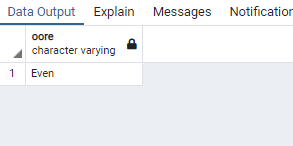 Data Output Explain Messages Notification
oore
character varying
1 Even